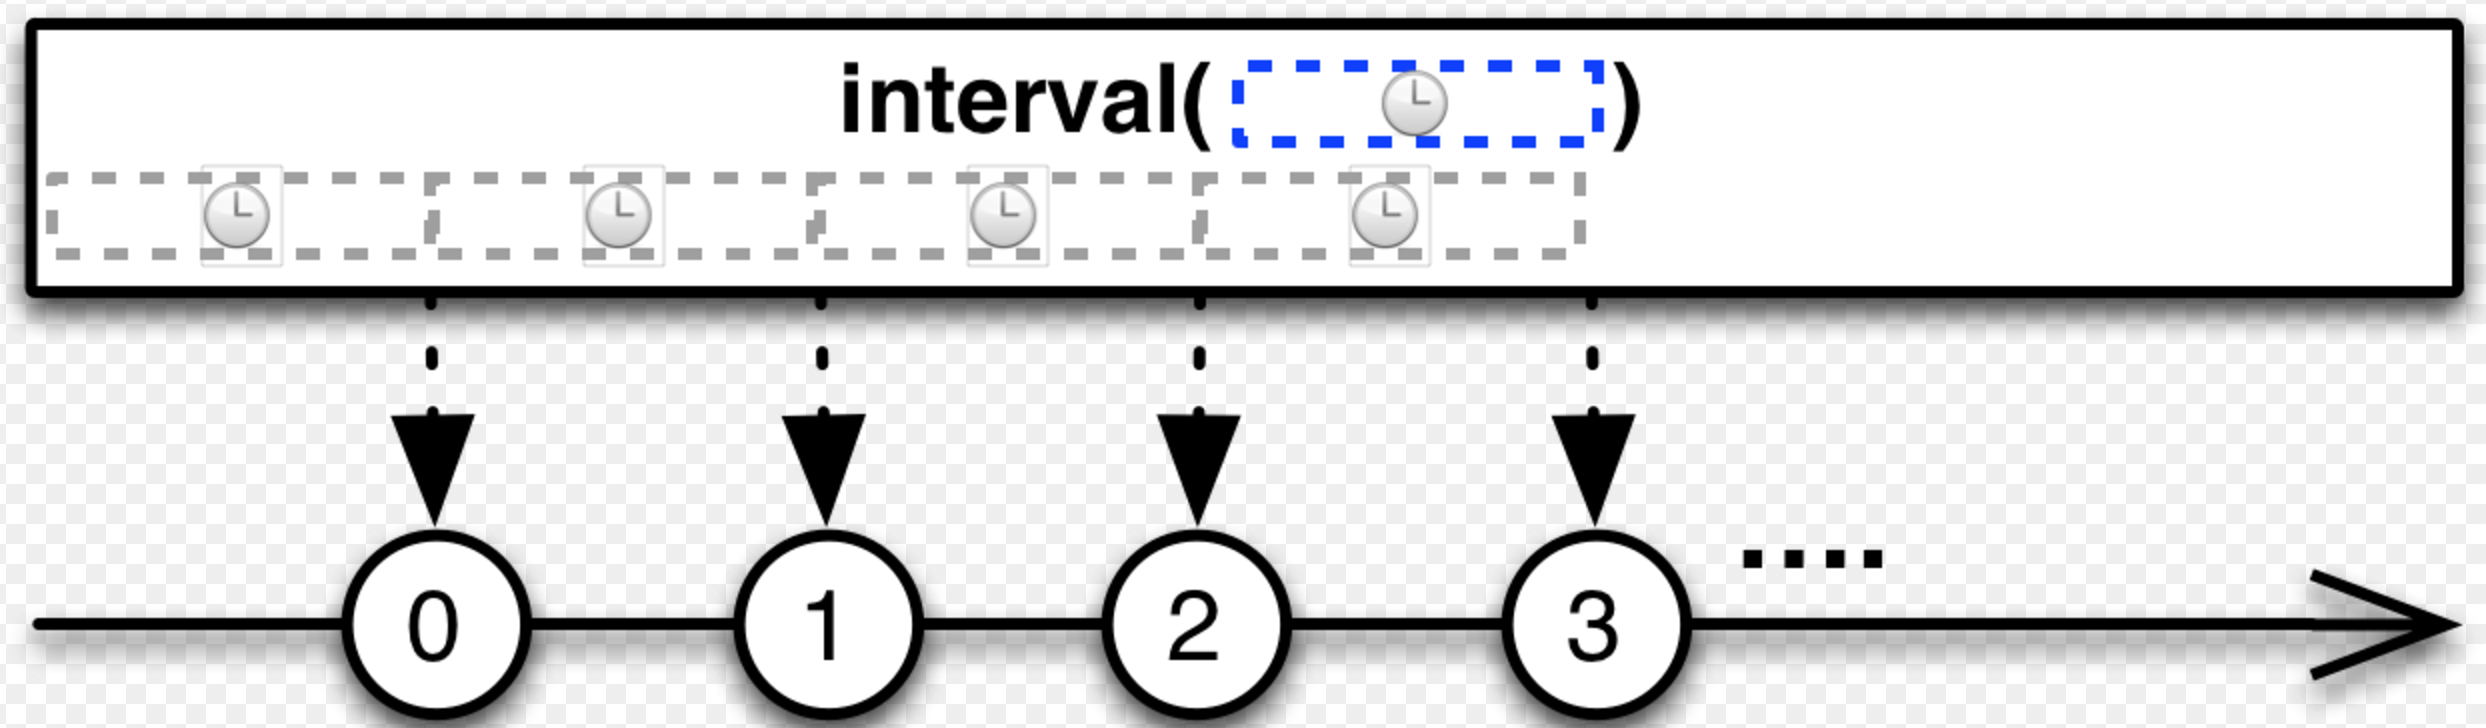 interval( )
0 1 2 3 ....